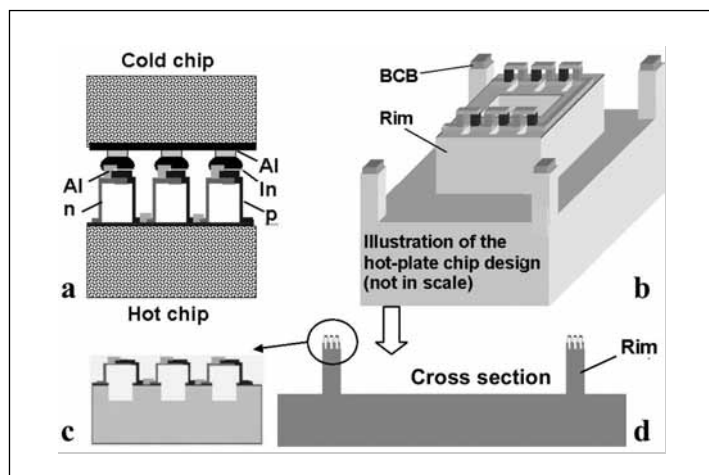 Cold chip
Al
Al
In
n
p
a
Hot chip
BCB
Rim
Illustration of the
hot-plate chip design
(not in scale)
b
c
Cross section
Rim
d